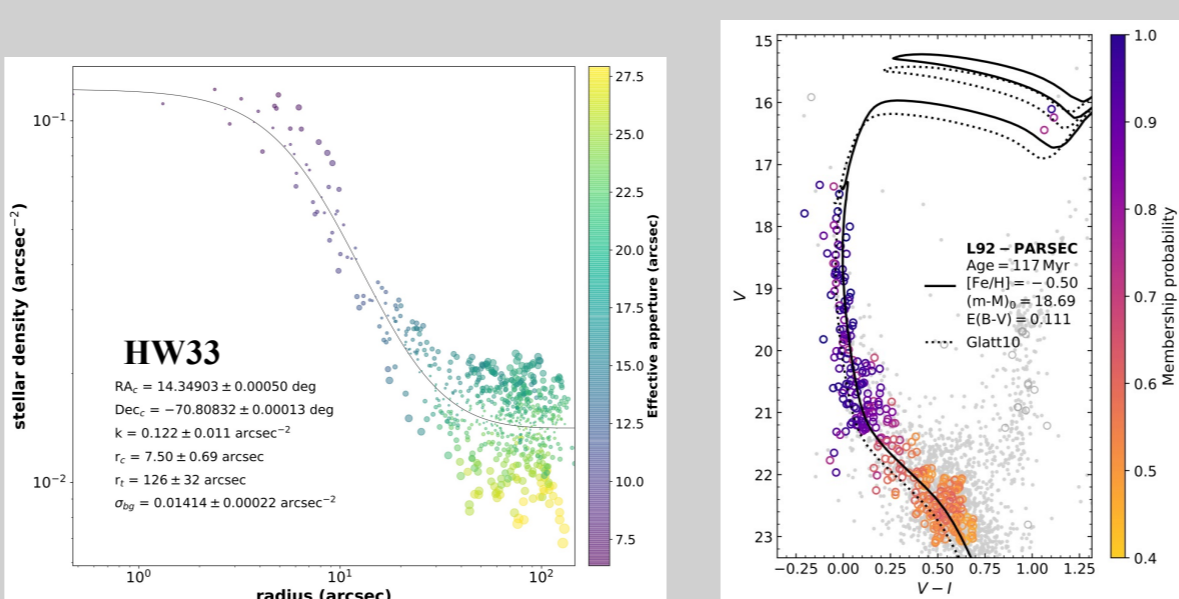 10⁻¹
10⁻²
stellar density (arcsec⁻²)
HW33
RA_c = 14.34903 ± 0.00050 deg
Dec_c = −70.80832 ± 0.00013 deg
k = 0.122 ± 0.011 arcsec⁻²
r_c = 7.50 ± 0.69 arcsec
r_t = 126 ± 32 arcsec
σ_bg = 0.01414 ± 0.00022 arcsec⁻²
10⁰ 10¹ 10²
radius (arcsec)
27.5
25.0
22.5
20.0
17.5
15.0
12.5
10.0
7.5
Effective apperture (arcsec)
15
16
17
18
19
20
21
22
23
V
L92 − PARSEC
Age = 117 Myr
[Fe/H] = − 0.50
(m-M)₀ = 18.69
E(B-V) = 0.111
Glatt10
−0.25 0.00 0.25 0.50 0.75 1.00 1.25
V − I
1.0
0.9
0.8
0.7
0.6
0.5
0.4
Membership probability